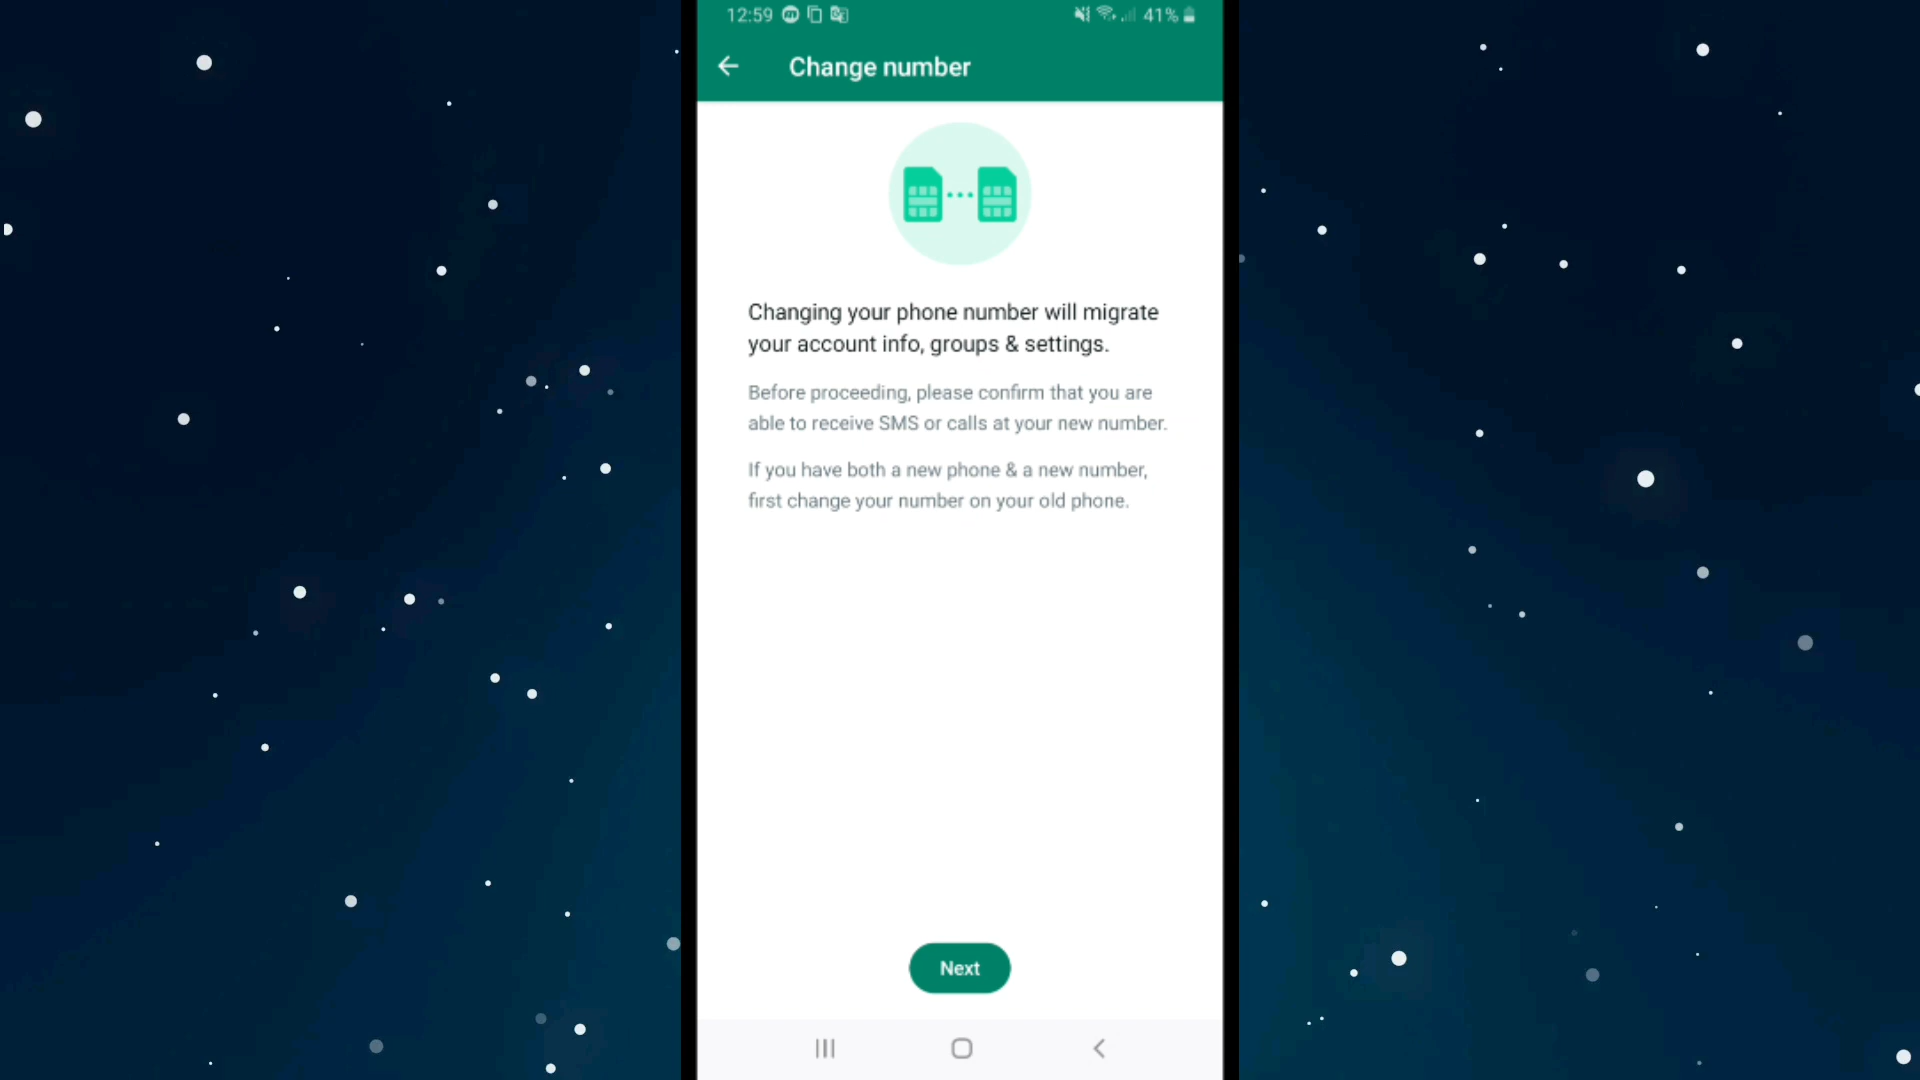 12:59
41%
Change number
Changing your phone number will migrate
your account info, groups & settings.
Before proceeding, please confirm that you are
able to receive SMS or calls at your new number.
If you have both a new phone & a new number,
first change your number on your old phone.
Next